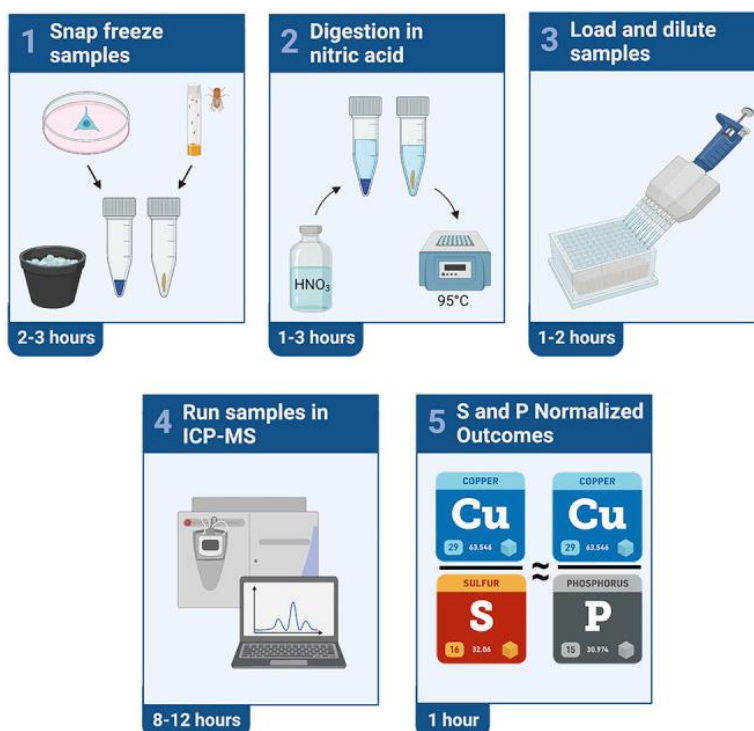 1 Snap freeze
samples
2-3 hours
2 Digestion in
nitric acid
HNO₃
95°C
1-3 hours
3 Load and dilute
samples
1-2 hours
4 Run samples in
ICP-MS
8-12 hours
5 S and P Normalized
Outcomes
COPPER
Cu
29 63.546
≈
COPPER
Cu
29 63.546
SULFUR
S
16 32.06
≈
PHOSPHORUS
P
15 30.974
1 hour